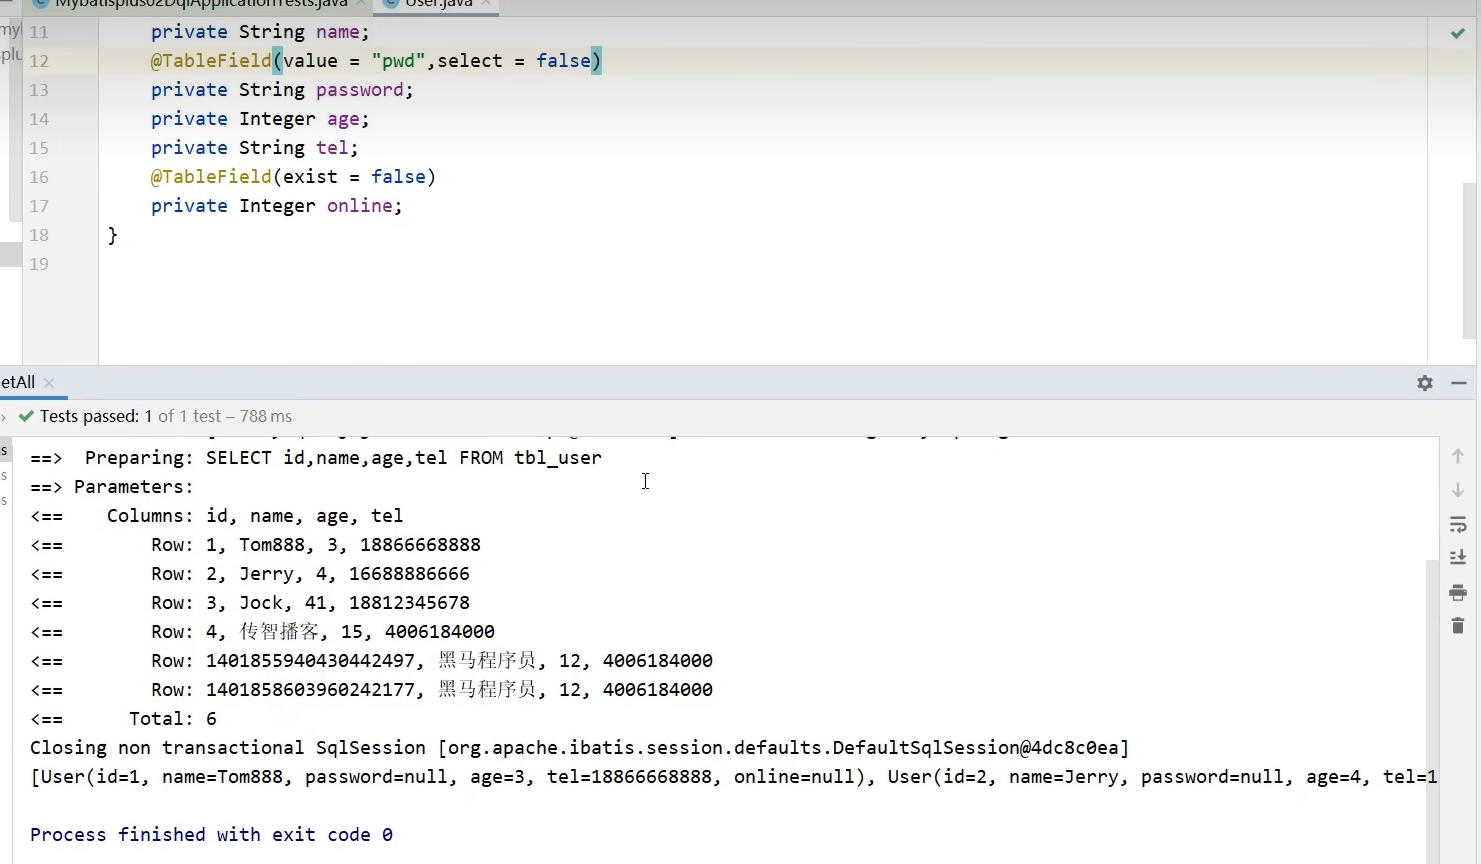 Mybatisplus02DqlApplicationTests.java
User.java
my
11 private String name;
plu
12 @TableField(value = "pwd",select = false)
13 private String password;
14 private Integer age;
15 private String tel;
16 @TableField(exist = false)
17 private Integer online;
18 }
19
etAll
Tests passed: 1 of 1 test – 788 ms
==>  Preparing: SELECT id,name,age,tel FROM tbl_user
==> Parameters:
<==    Columns: id, name, age, tel
<==        Row: 1, Tom888, 3, 18866668888
<==        Row: 2, Jerry, 4, 16688886666
<==        Row: 3, Jock, 41, 18812345678
<==        Row: 4, 传智播客, 15, 4006184000
<==        Row: 1401855940430442497, 黑马程序员, 12, 4006184000
<==        Row: 1401858603960242177, 黑马程序员, 12, 4006184000
<==      Total: 6
Closing non transactional SqlSession [org.apache.ibatis.session.defaults.DefaultSqlSession@4dc8c0ea]
[User(id=1, name=Tom888, password=null, age=3, tel=18866668888, online=null), User(id=2, name=Jerry, password=null, age=4, tel=1
Process finished with exit code 0